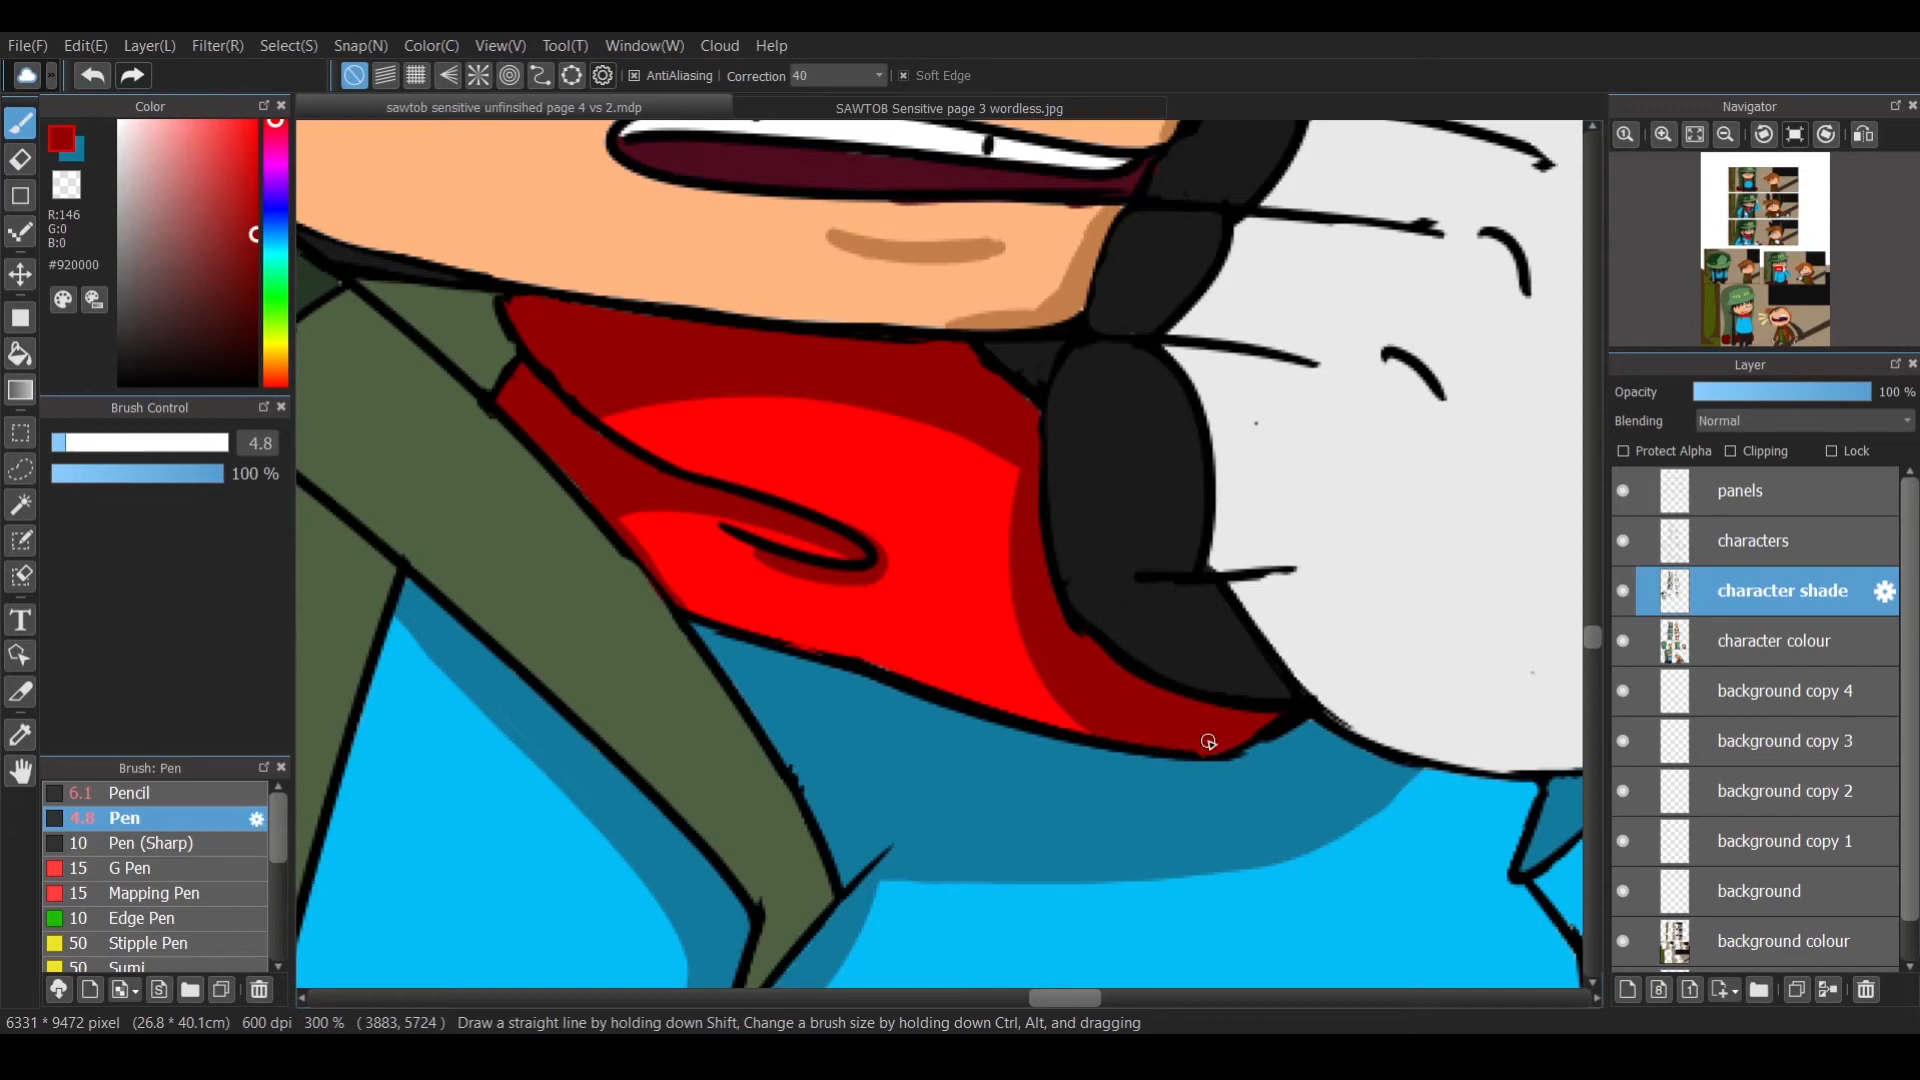 File(F) Edit(E) Layer(L) Filter(R) Select(S) Snap(N) Color(C) View(V) Tool(T) Window(W) Cloud Help
AntiAliasing Correction 40 Soft Edge
Color
sawtob sensitive unfinsihed page 4 vs 2.mdp
SAWTOB Sensitive page 3 wordless.jpg
Navigator
R:146
G:0
B:0
#920000
Brush Control
4.8
100 %
Brush: Pen
6.1 Pencil
4.8 Pen
10 Pen (Sharp)
15 G Pen
15 Mapping Pen
10 Edge Pen
50 Stipple Pen
50 Sumi
Layer
Opacity 100 %
Blending Normal
Protect Alpha Clipping Lock
panels
characters
character shade
character colour
background copy 4
background copy 3
background copy 2
background copy 1
background
background colour
6331 * 9472 pixel (26.8 * 40.1cm) 600 dpi 300 % ( 3883, 5724 ) Draw a straight line by holding down Shift, Change a brush size by holding down Ctrl, Alt, and dragging